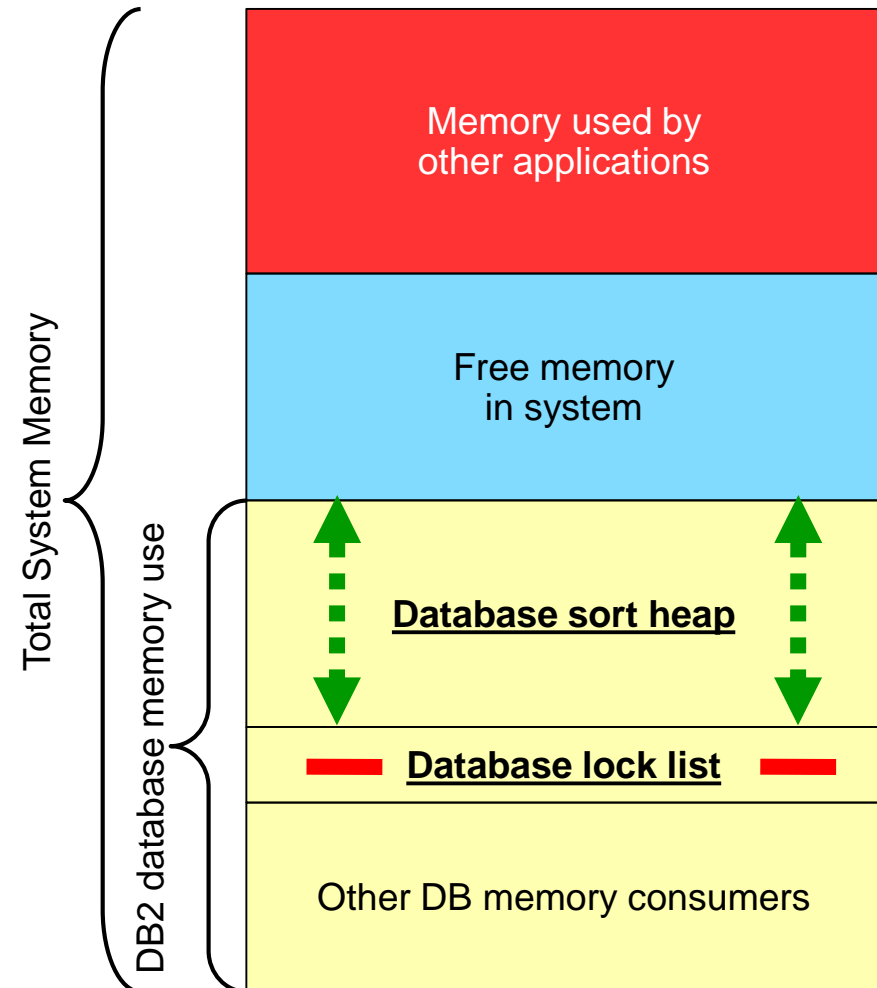 Total System Memory
DB2 database memory use
Memory used by
other applications
Free memory
in system
Database sort heap
Database lock list
Other DB memory consumers